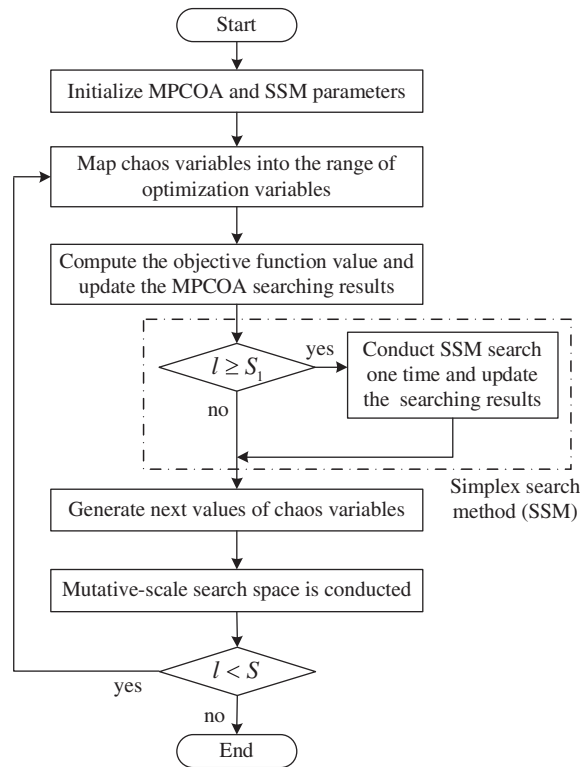 Start
Initialize MPCOA and SSM parameters
Map chaos variables into the range of
optimization variables
Compute the objective function value and
update the MPCOA searching results
l ≥ S₁
yes
Conduct SSM search
one time and update
the searching results
no
Simplex search
method (SSM)
Generate next values of chaos variables
Mutative-scale search space is conducted
l < S
yes
no
End